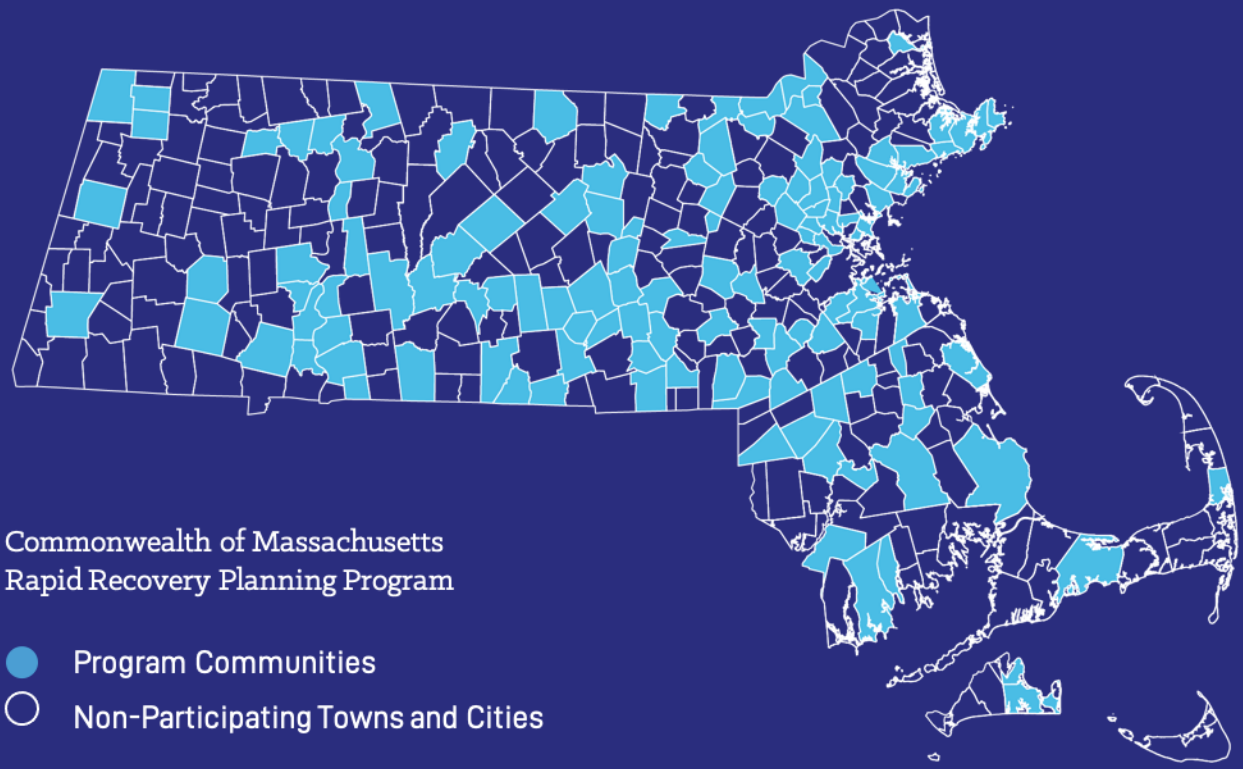 Commonwealth of Massachusetts
Rapid Recovery Planning Program
Program Communities
Non-Participating Towns and Cities